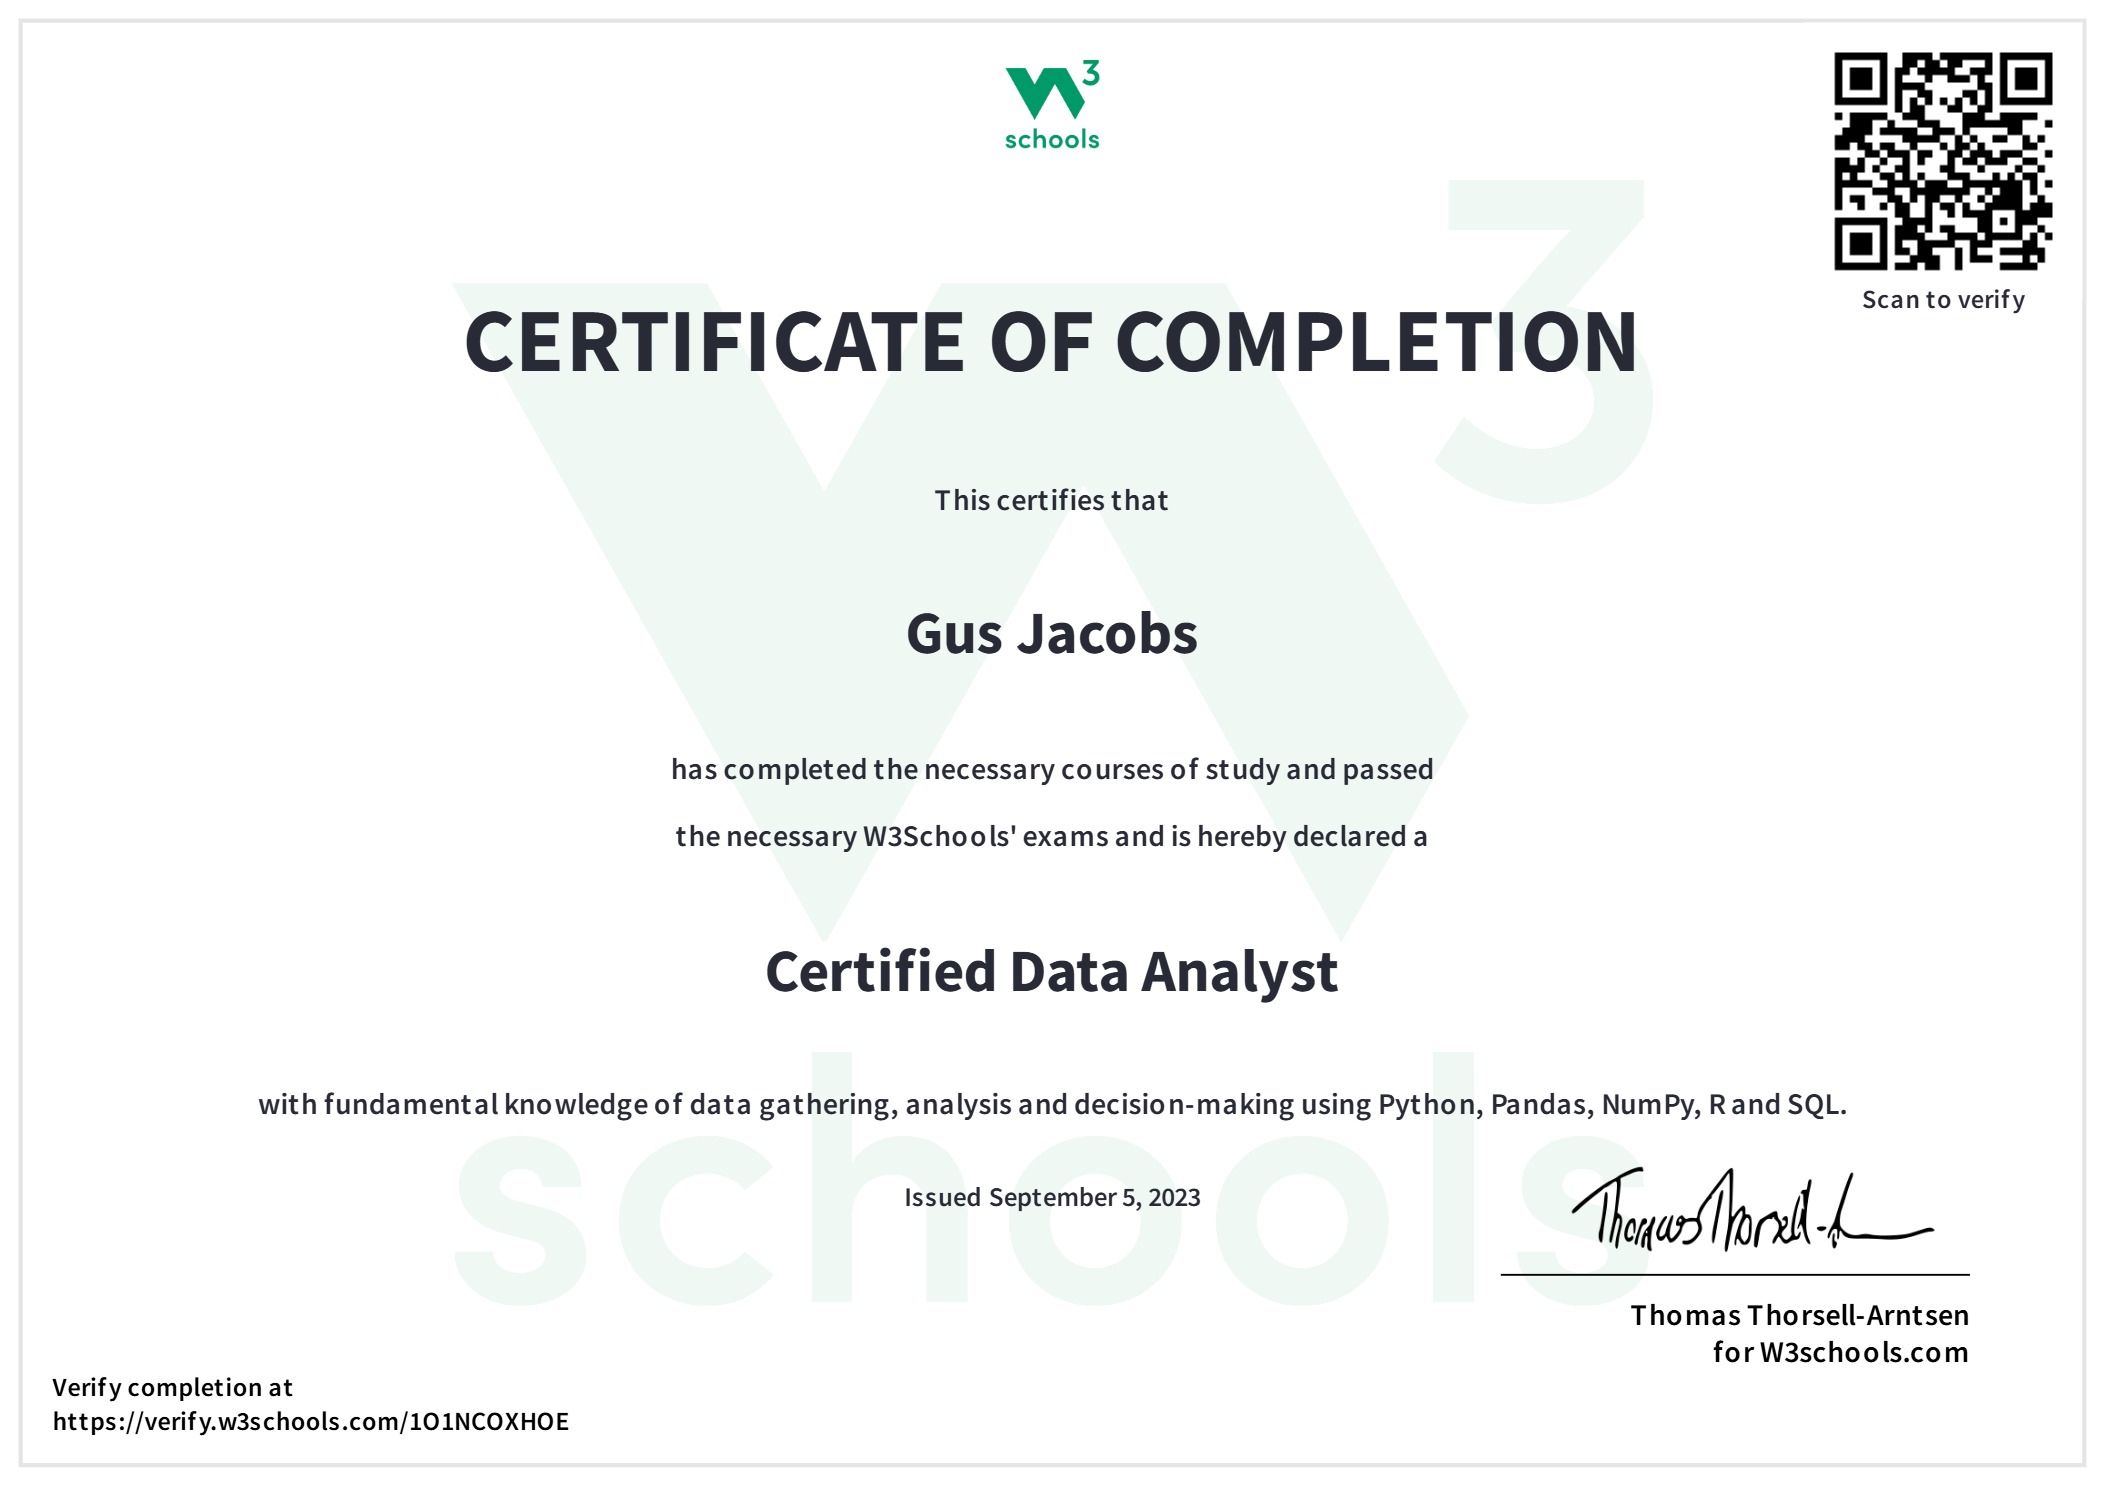 w3
schools
Scan to verify
CERTIFICATE OF COMPLETION
This certifies that
Gus Jacobs
has completed the necessary courses of study and passed
the necessary W3Schools' exams and is hereby declared a
Certified Data Analyst
with fundamental knowledge of data gathering, analysis and decision-making using Python, Pandas, NumPy, R and SQL.
Issued September 5, 2023
Thomas Thorsell-A
Thomas Thorsell-Arntsen
for W3schools.com
Verify completion at
https://verify.w3schools.com/1O1NCOXHOE